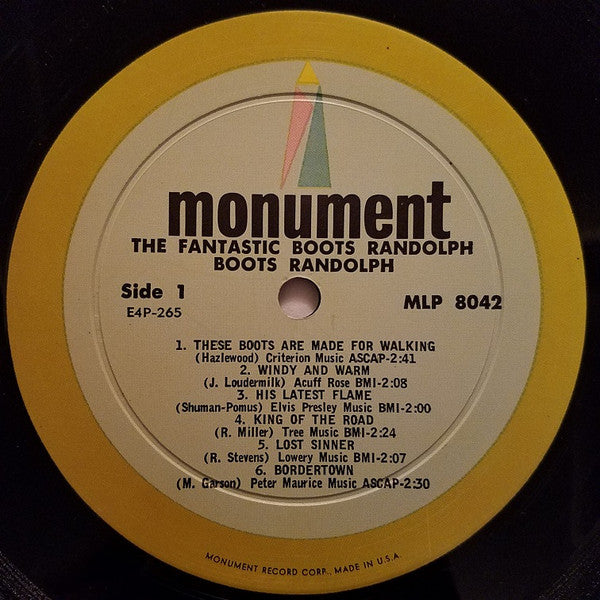 monument
THE FANTASTIC BOOTS RANDOLPH
BOOTS RANDOLPH
Side 1
MLP 8042
E4P-265
1. THESE BOOTS ARE MADE FOR WALKING
(Hazlewood) Criterion Music ASCAP-2:41
2. WINDY AND WARM
(J. Loudermilk) Acuff Rose BMI-2:08
3. HIS LATEST FLAME
(Shuman-Pomus) Elvis Presley Music BMI-2:00
4. KING OF THE ROAD
(R. Miller) Tree Music BMI-2:24
5. LOST SINNER
(R. Stevens) Lowery Music BMI-2:07
6. BORDERTOWN
(M. Garson) Peter Maurice Music ASCAP-2:30
MONUMENT RECORD CORP., MADE IN U.S.A.